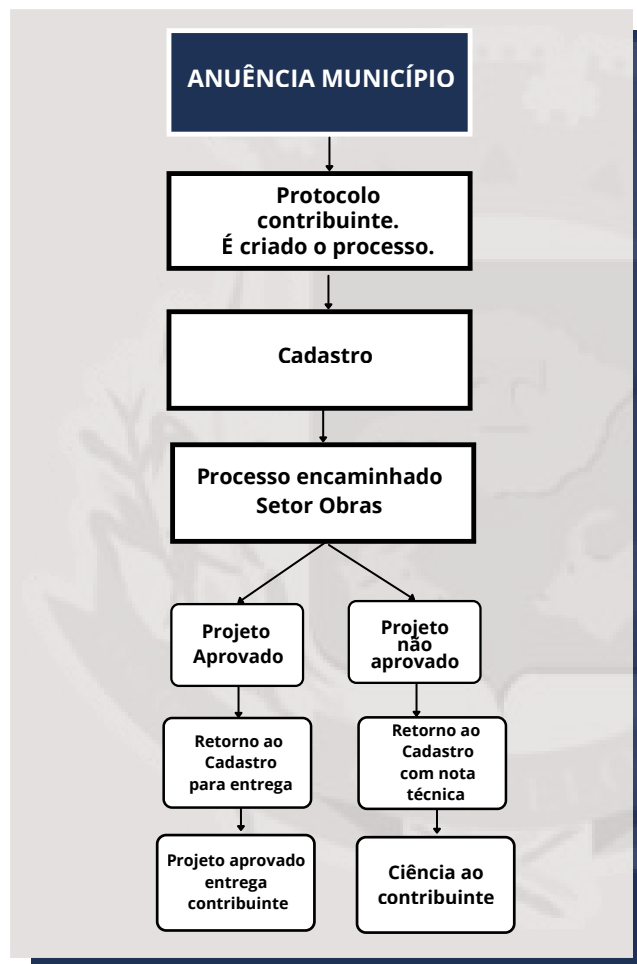 ANUÊNCIA MUNICÍPIO
Protocolo
contribuinte.
É criado o processo.
Cadastro
Processo encaminhado
Setor Obras
Projeto
Aprovado
Projeto
não
aprovado
Retorno ao
Cadastro
para entrega
Retorno ao
Cadastro
com nota
técnica
Projeto aprovado
entrega
contribuinte
Ciência ao
contribuinte